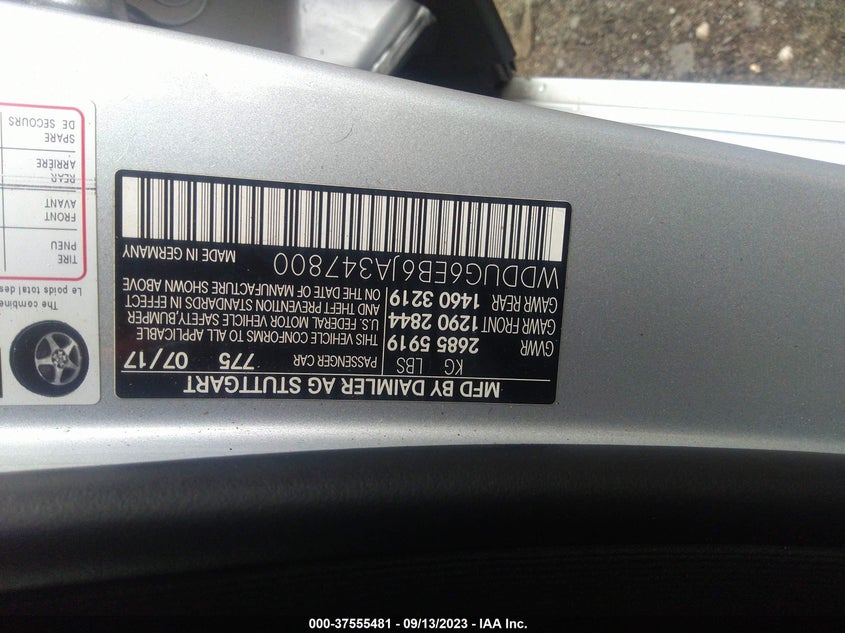 MFD BY DAIMLER AG STUTTGART
KG LBS PASSENGER CAR 775 07/17
GVWR 2685 5919
GAWR FRONT 1290 2844
GAWR REAR 1460 3219
THIS VEHICLE CONFORMS TO ALL APPLICABLE
U.S. FEDERAL MOTOR VEHICLE SAFETY,BUMPER
AND THEFT PREVENTION STANDARDS IN EFFECT
ON THE DATE OF MANUFACTURE SHOWN ABOVE
WDDUG6EB6JA347800 MADE IN GERMANY
The combine
Le poids total des
TIRE
PNEU
FRONT
AVANT
REAR
ARRIÈRE
SPARE
DE SECOURS
000-37555481 - 09/13/2023 - IAA Inc.